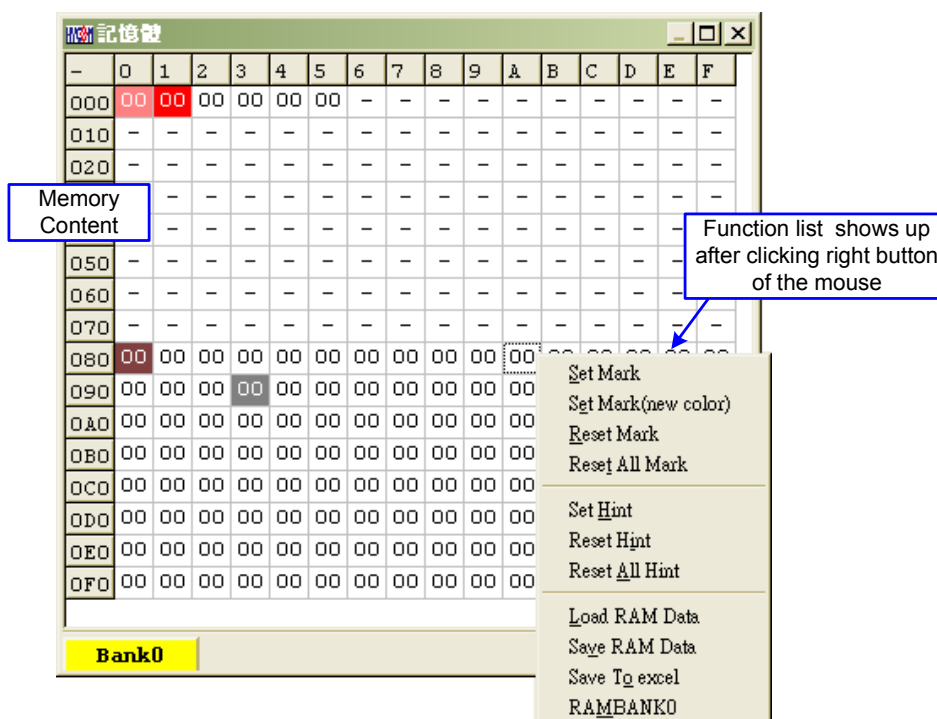 記憶體
- 0 1 2 3 4 5 6 7 8 9 A B C D E F
000 00 00 00 00 00 00 - - - - - - - - - -
010 - - - - - - - - - - - - - - - -
020 - - - - - - - - - - - - - - - -
Memory
Content
- - - - - - - - - - - - - - -
- - - - - - - - - - - - - -
Function list shows up
after clicking right button
of the mouse
050 - - - - - - - - - - - - - -
060 - - - - - - - - - - - - - - -
070 - - - - - - - - - - - - - - - -
080 00 00 00 00 00 00 00 00 00 00 00
090 00 00 00 00 00 00 00 00 00 00 00
0A0 00 00 00 00 00 00 00 00 00 00 00
0B0 00 00 00 00 00 00 00 00 00 00 00
0C0 00 00 00 00 00 00 00 00 00 00 00
0D0 00 00 00 00 00 00 00 00 00 00 00
0E0 00 00 00 00 00 00 00 00 00 00 00
0F0 00 00 00 00 00 00 00 00 00 00 00
Set Mark
Set Mark(new color)
Reset Mark
Reset All Mark
Set Hint
Reset Hint
Reset All Hint
Load RAM Data
Save RAM Data
Save To excel
RAMBANK0
Bank0